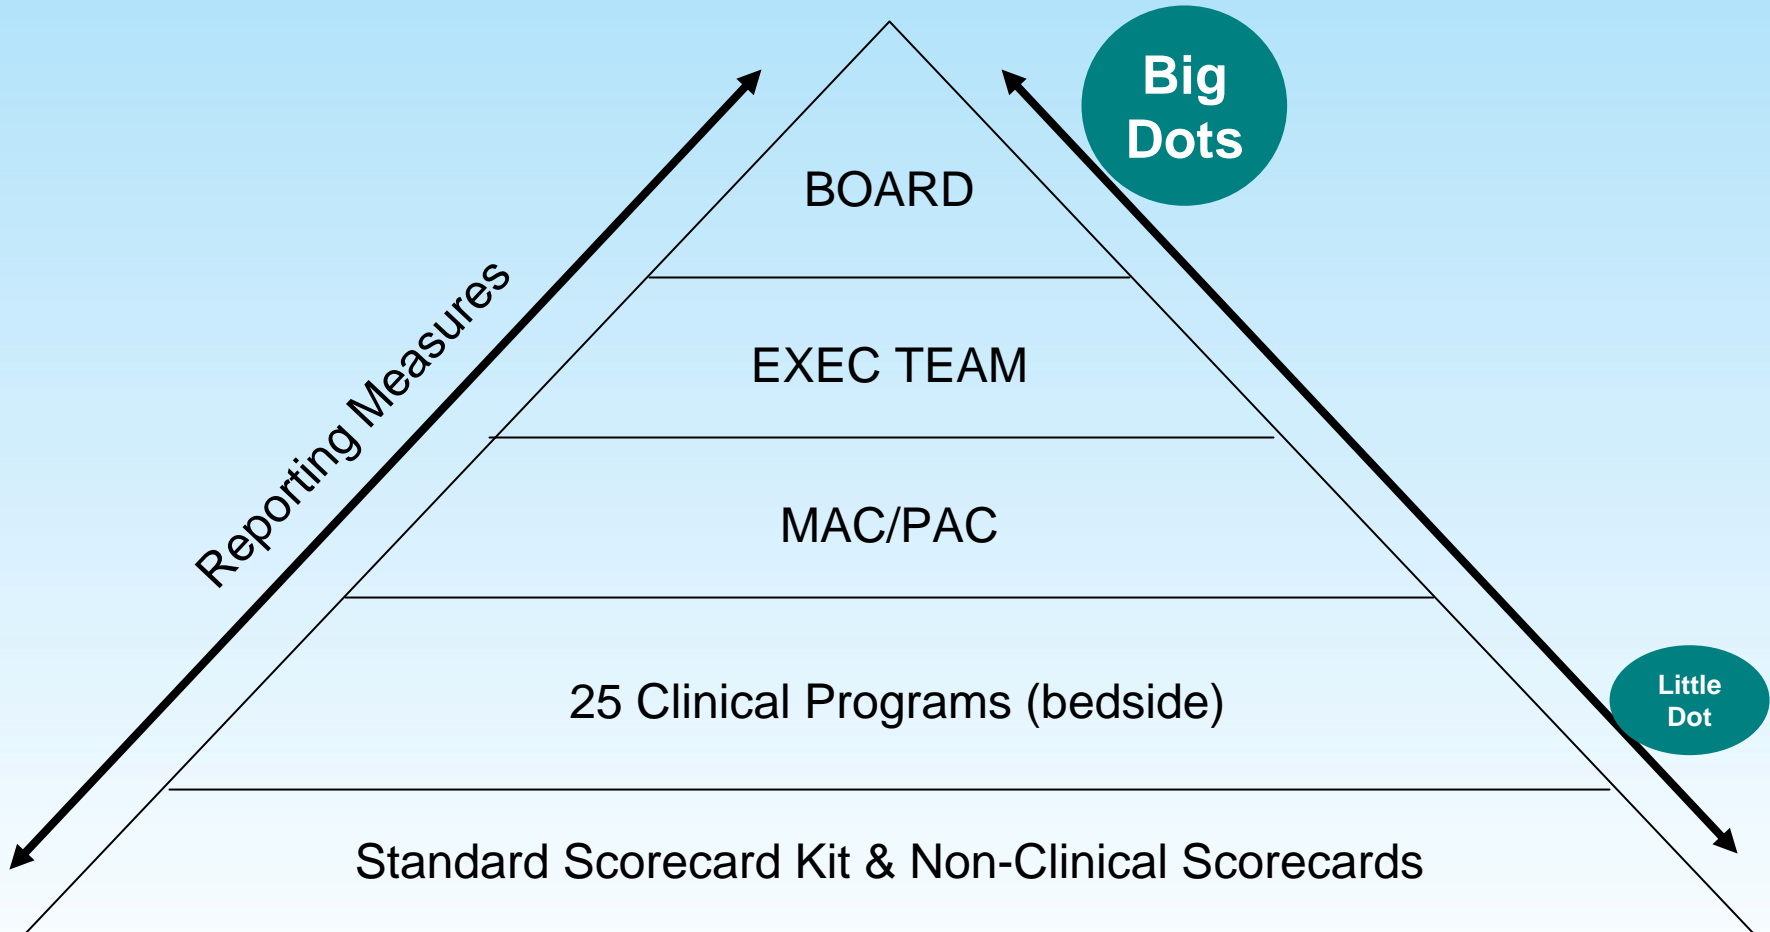 Big
Dots
BOARD
Reporting Measures
EXEC TEAM
MAC/PAC
25 Clinical Programs (bedside)
Little
Dot
Standard Scorecard Kit & Non-Clinical Scorecards